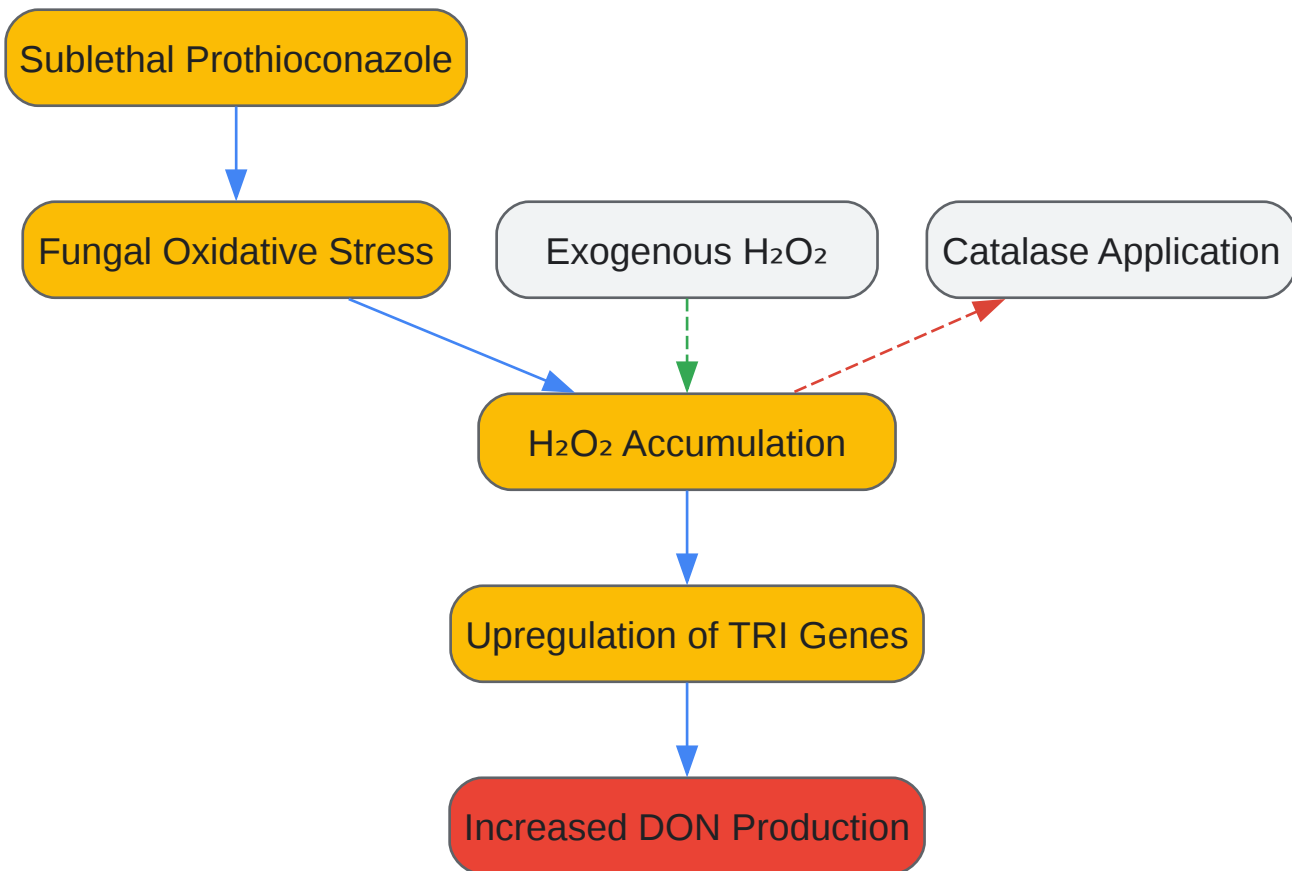 Sublethal Prothioconazole
Fungal Oxidative Stress
Exogenous H₂O₂
Catalase Application
H₂O₂ Accumulation
Upregulation of TRI Genes
Increased DON Production